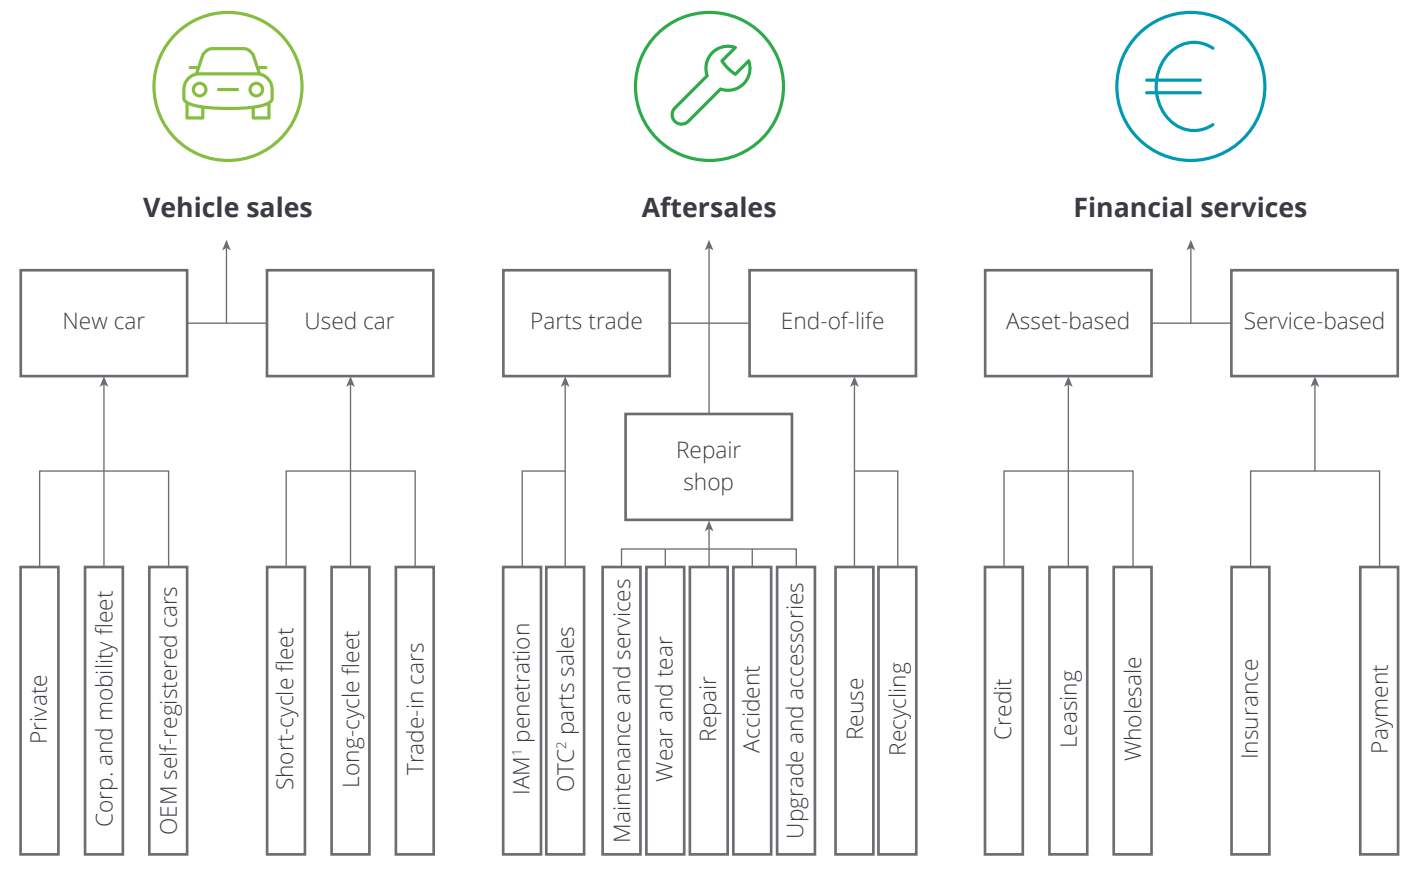 Vehicle sales
Aftersales
Financial services
New car
Used car
Parts trade
End-of-life
Asset-based
Service-based
Repair
shop
Private
Corp. and mobility fleet
OEM self-registered cars
Short-cycle fleet
Long-cycle fleet
Trade-in cars
IAM¹ penetration
OTC² parts sales
Maintenance and services
Wear and tear
Repair
Accident
Upgrade and accessories
Reuse
Recycling
Credit
Leasing
Wholesale
Insurance
Payment